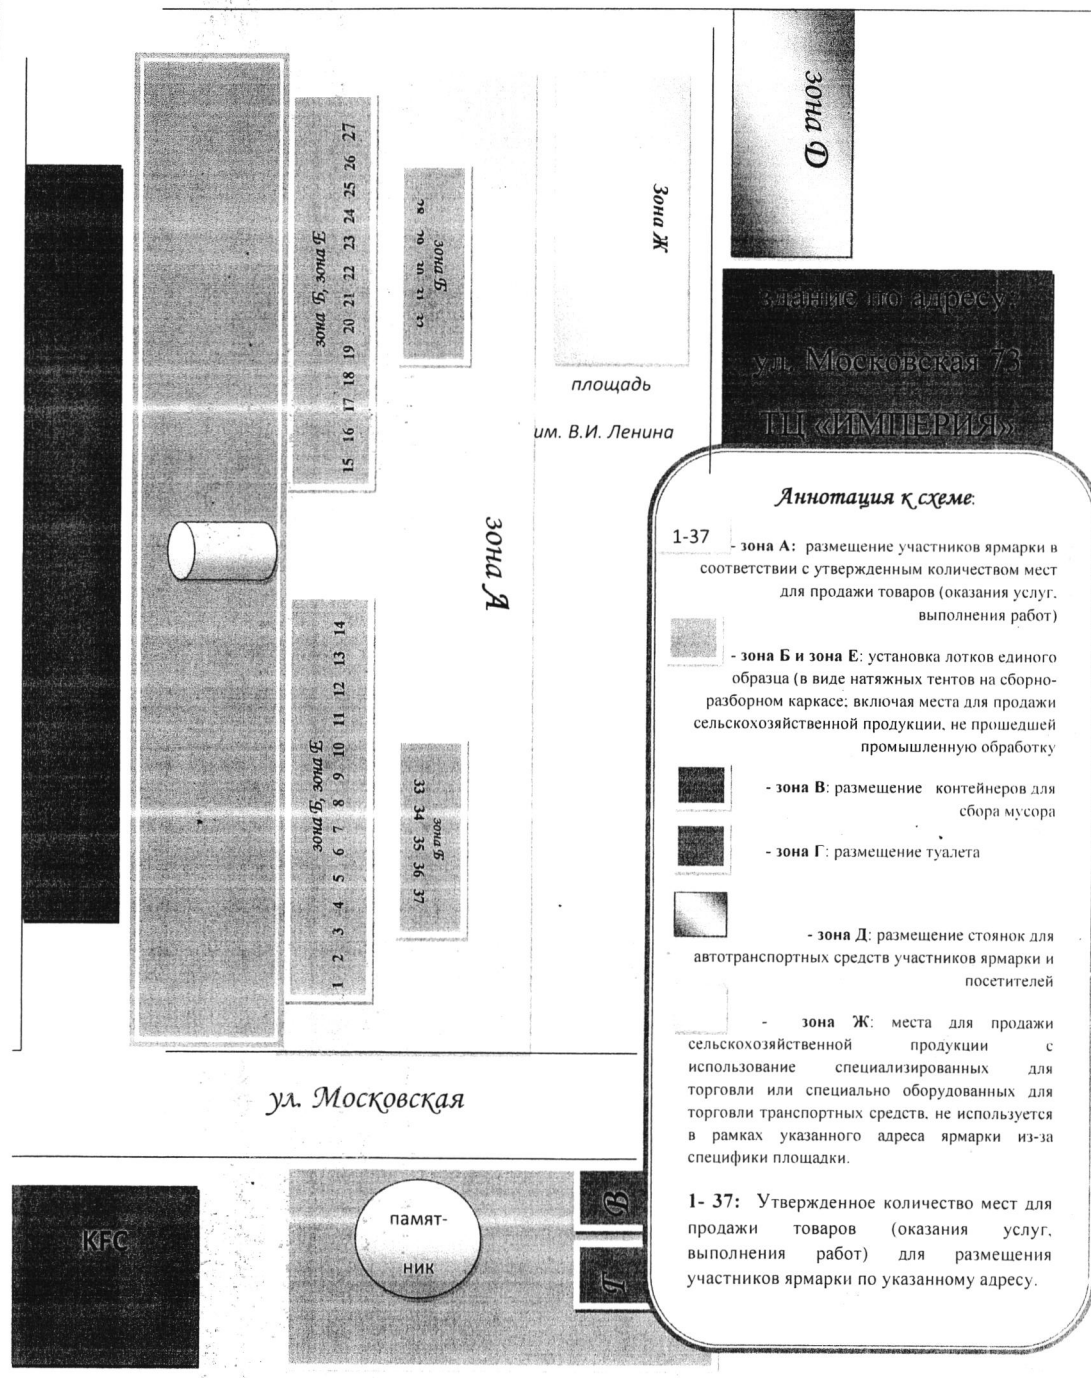 зона Д
27
26
25
24
23
22
21
20
19
18
17
16
15
зона Б, зона Е
зона Б
Зона Ж
здание по адресу:
ул. Московская 73
ТЦ «ИМПЕРИЯ»
площадь
им. В.И. Ленина
зона А
14
13
12
11
10
9
8
7
6
5
4
3
2
1
зона Б, зона Е
33 34 35 36 37
зона Б
ул. Московская
KFC
памят-
ник
В
Г
Аннотация к схеме:
1-37
- зона А: размещение участников ярмарки в
соответствии с утвержденным количеством мест
для продажи товаров (оказания услуг,
выполнения работ)
- зона Б и зона Е: установка лотков единого
образца (в виде натяжных тентов на сборно-
разборном каркасе; включая места для продажи
сельскохозяйственной продукции, не прошедшей
промышленную обработку
- зона В: размещение контейнеров для
сбора мусора
- зона Г: размещение туалета
- зона Д: размещение стоянок для
автотранспортных средств участников ярмарки и
посетителей
- зона Ж: места для продажи
сельскохозяйственной продукции с
использование специализированных для
торговли или специально оборудованных для
торговли транспортных средств, не используется
в рамках указанного адреса ярмарки из-за
специфики площадки.
1- 37: Утвержденное количество мест для
продажи товаров (оказания услуг,
выполнения работ) для размещения
участников ярмарки по указанному адресу.